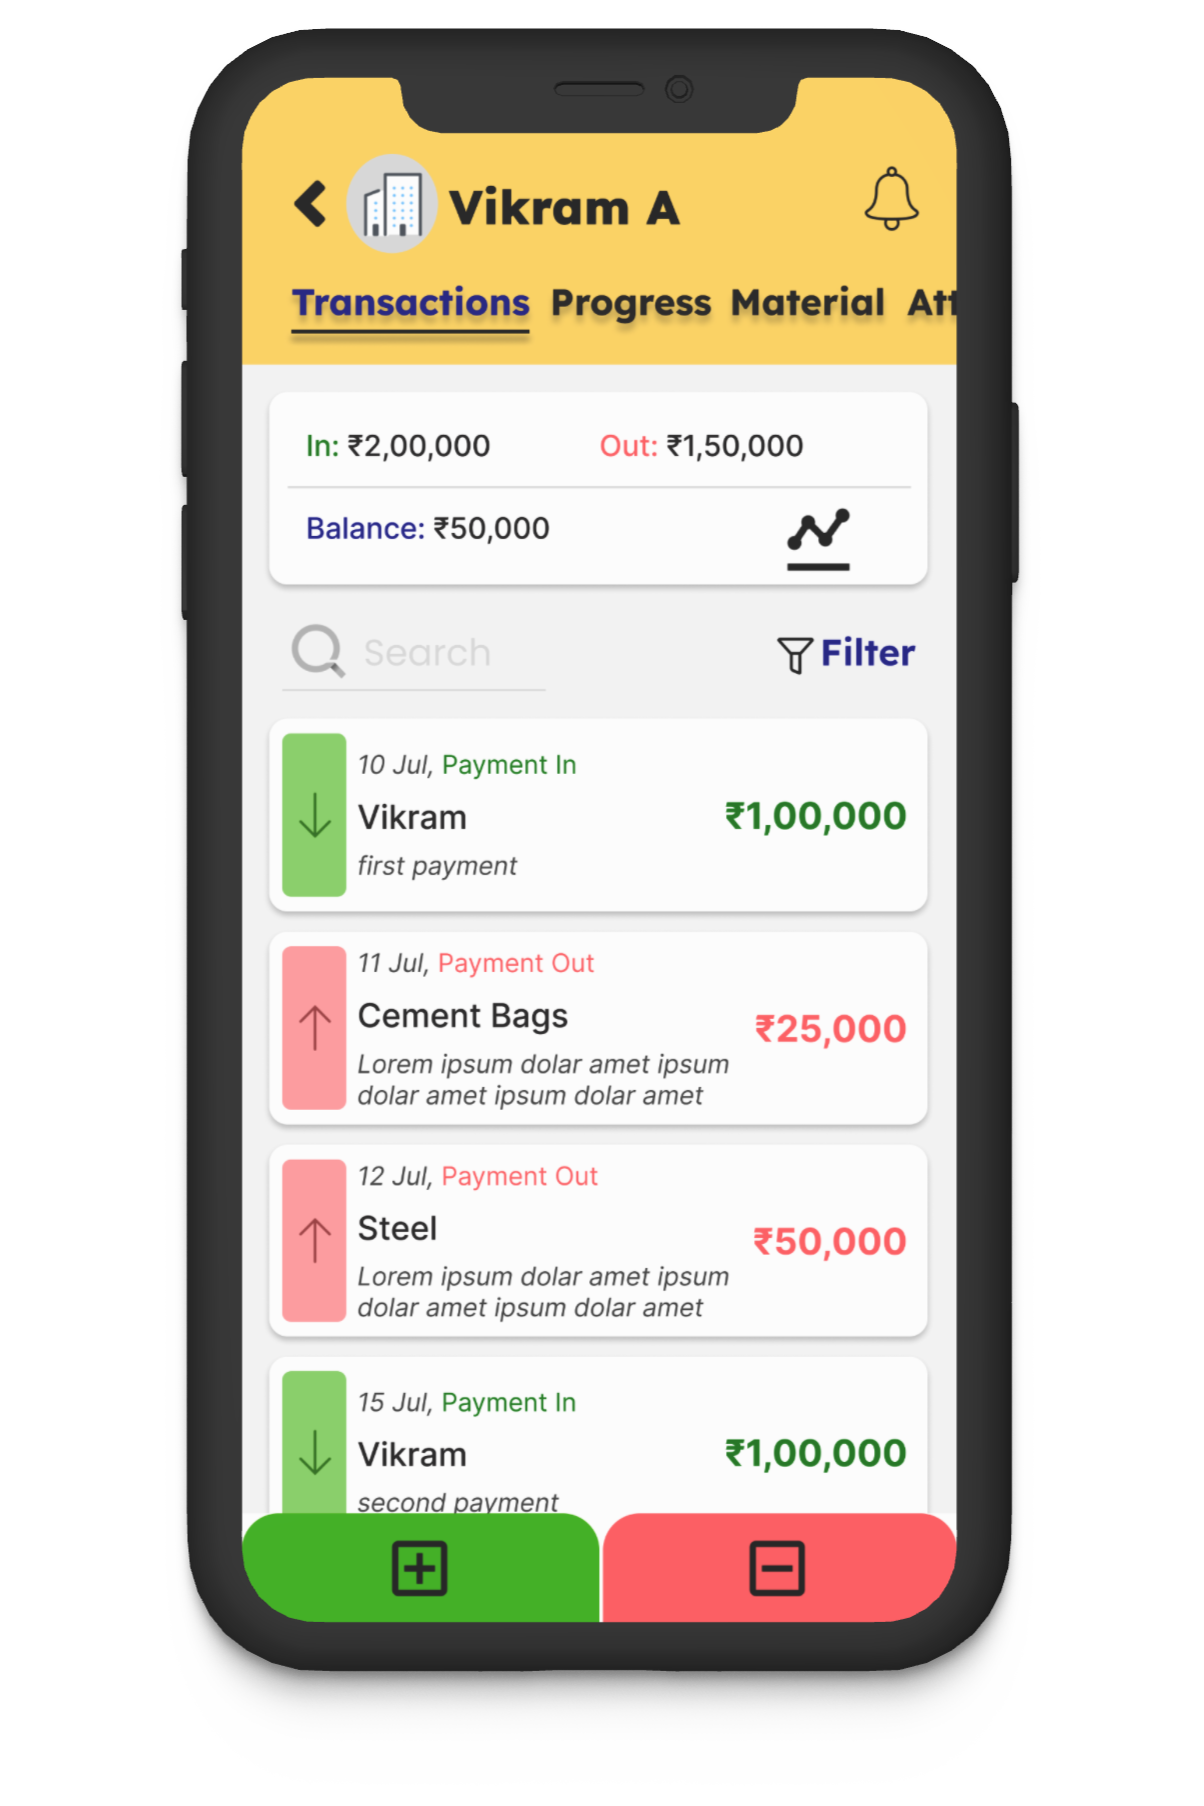 Vikram A
Transactions Progress Material Att
In: ₹2,00,000 Out: ₹1,50,000
Balance: ₹50,000
Search Filter
10 Jul, Payment In
Vikram ₹1,00,000
first payment
11 Jul, Payment Out
Cement Bags ₹25,000
Lorem ipsum dolar amet ipsum
dolar amet ipsum dolar amet
12 Jul, Payment Out
Steel ₹50,000
Lorem ipsum dolar amet ipsum
dolar amet ipsum dolar amet
15 Jul, Payment In
Vikram ₹1,00,000
second payment